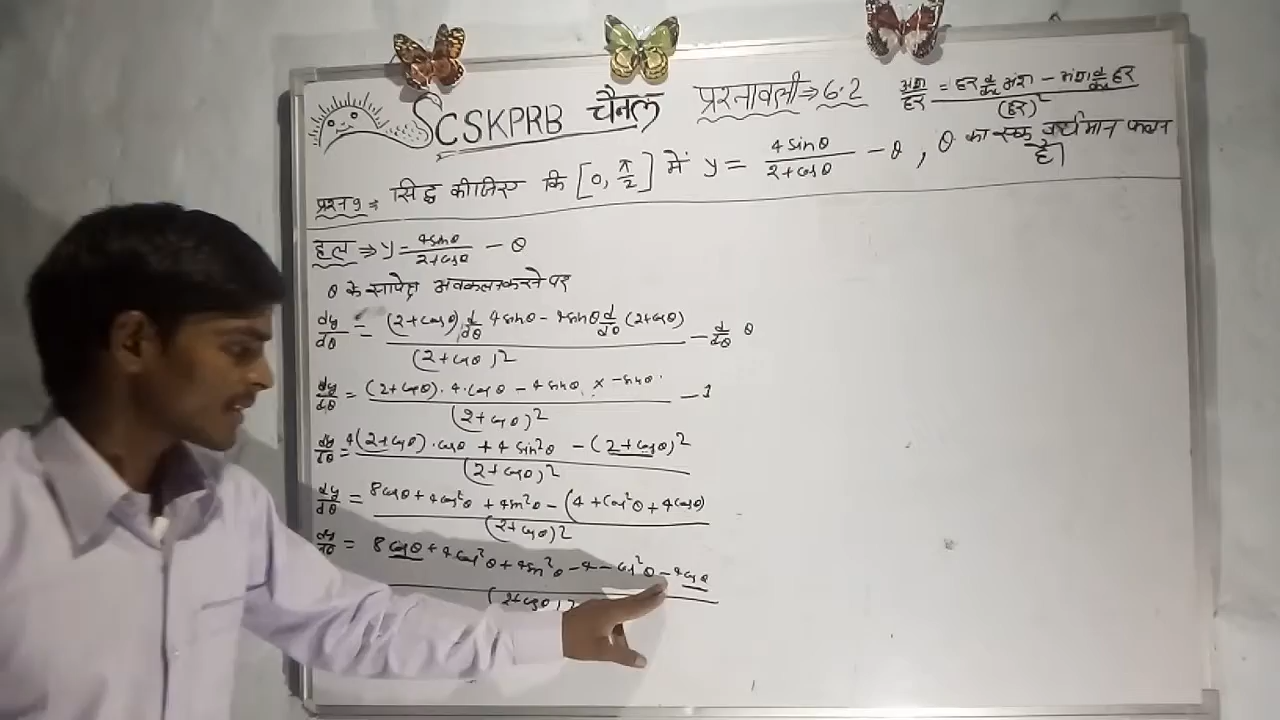 CSKPRB चैनल प्रश्नावली⇒6.2 अंश/हर = (हर d/dx अंश - अंश d/dx हर)/(हर)²
प्रश्न 9⇒ सिद्ध कीजिए कि [0, π/2] में y = 4sinθ/(2+cosθ) - θ , θ का एक वर्धमान फलन है।
हल ⇒ y = 4sinθ/(2+cosθ) - θ
θ के सापेक्ष अवकलन करने पर
dy/dθ = ((2+cosθ) d/dθ 4sinθ - 4sinθ d/dθ (2+cosθ))/(2+cosθ)² - d/dθ θ
dy/dθ = ((2+cosθ).4.cosθ - 4sinθ × -sinθ)/(2+cosθ)² - 1
dy/dθ = (4(2+cosθ).cosθ + 4sin²θ - (2+cosθ)²)/(2+cosθ)²
dy/dθ = (8cosθ + 4cos²θ + 4sin²θ - (4+cos²θ+4cosθ))/(2+cosθ)²
dy/dθ = (8cosθ + 4cos²θ + 4sin²θ - 4 - cos²θ - 4cosθ)/(2+cosθ)²